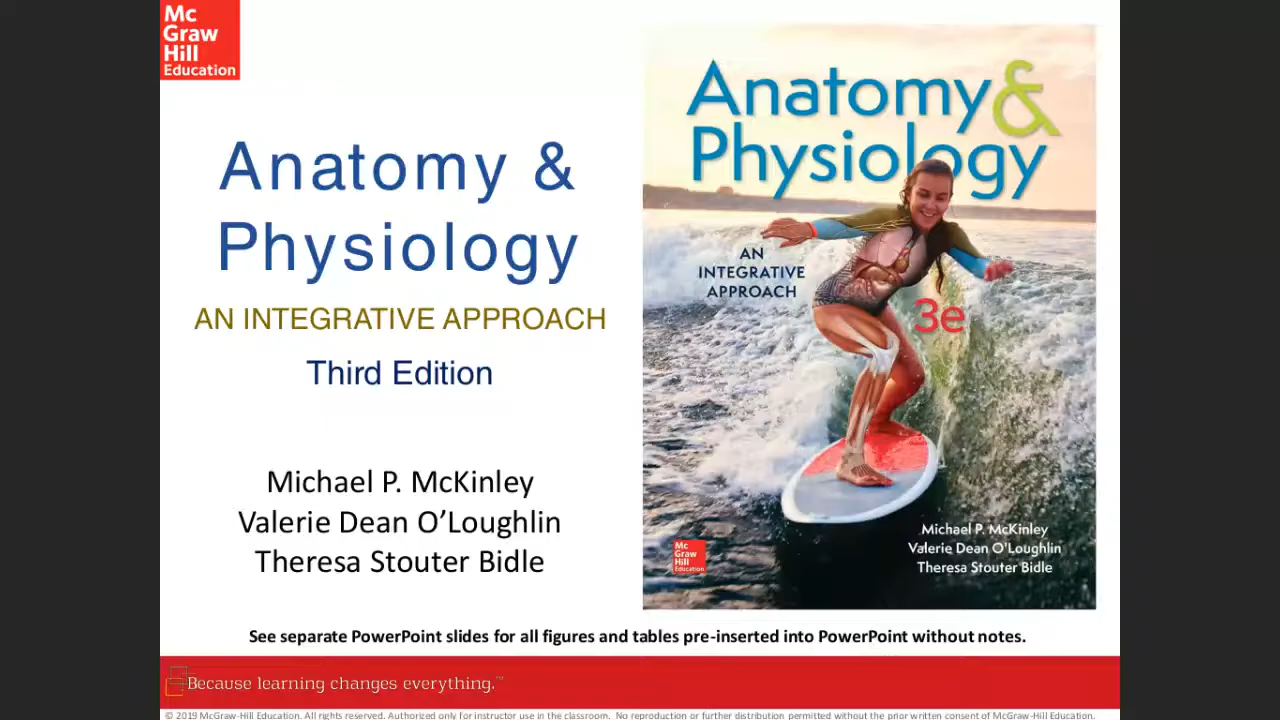 Mc
Graw
Hill
Education
Anatomy &
Physiology
AN INTEGRATIVE APPROACH
Third Edition
Michael P. McKinley
Valerie Dean O’Loughlin
Theresa Stouter Bidle
Anatomy &
Physiology
AN
INTEGRATIVE
APPROACH
3e
Michael P. McKinley
Valerie Dean O'Loughlin
Theresa Stouter Bidle
Mc
Graw
Hill
Education
See separate PowerPoint slides for all figures and tables pre-inserted into PowerPoint without notes.
Because learning changes everything.™
© 2019 McGraw-Hill Education. All rights reserved. Authorized only for instructor use in the classroom. No reproduction or further distribution permitted without the prior written consent of McGraw-Hill Education.